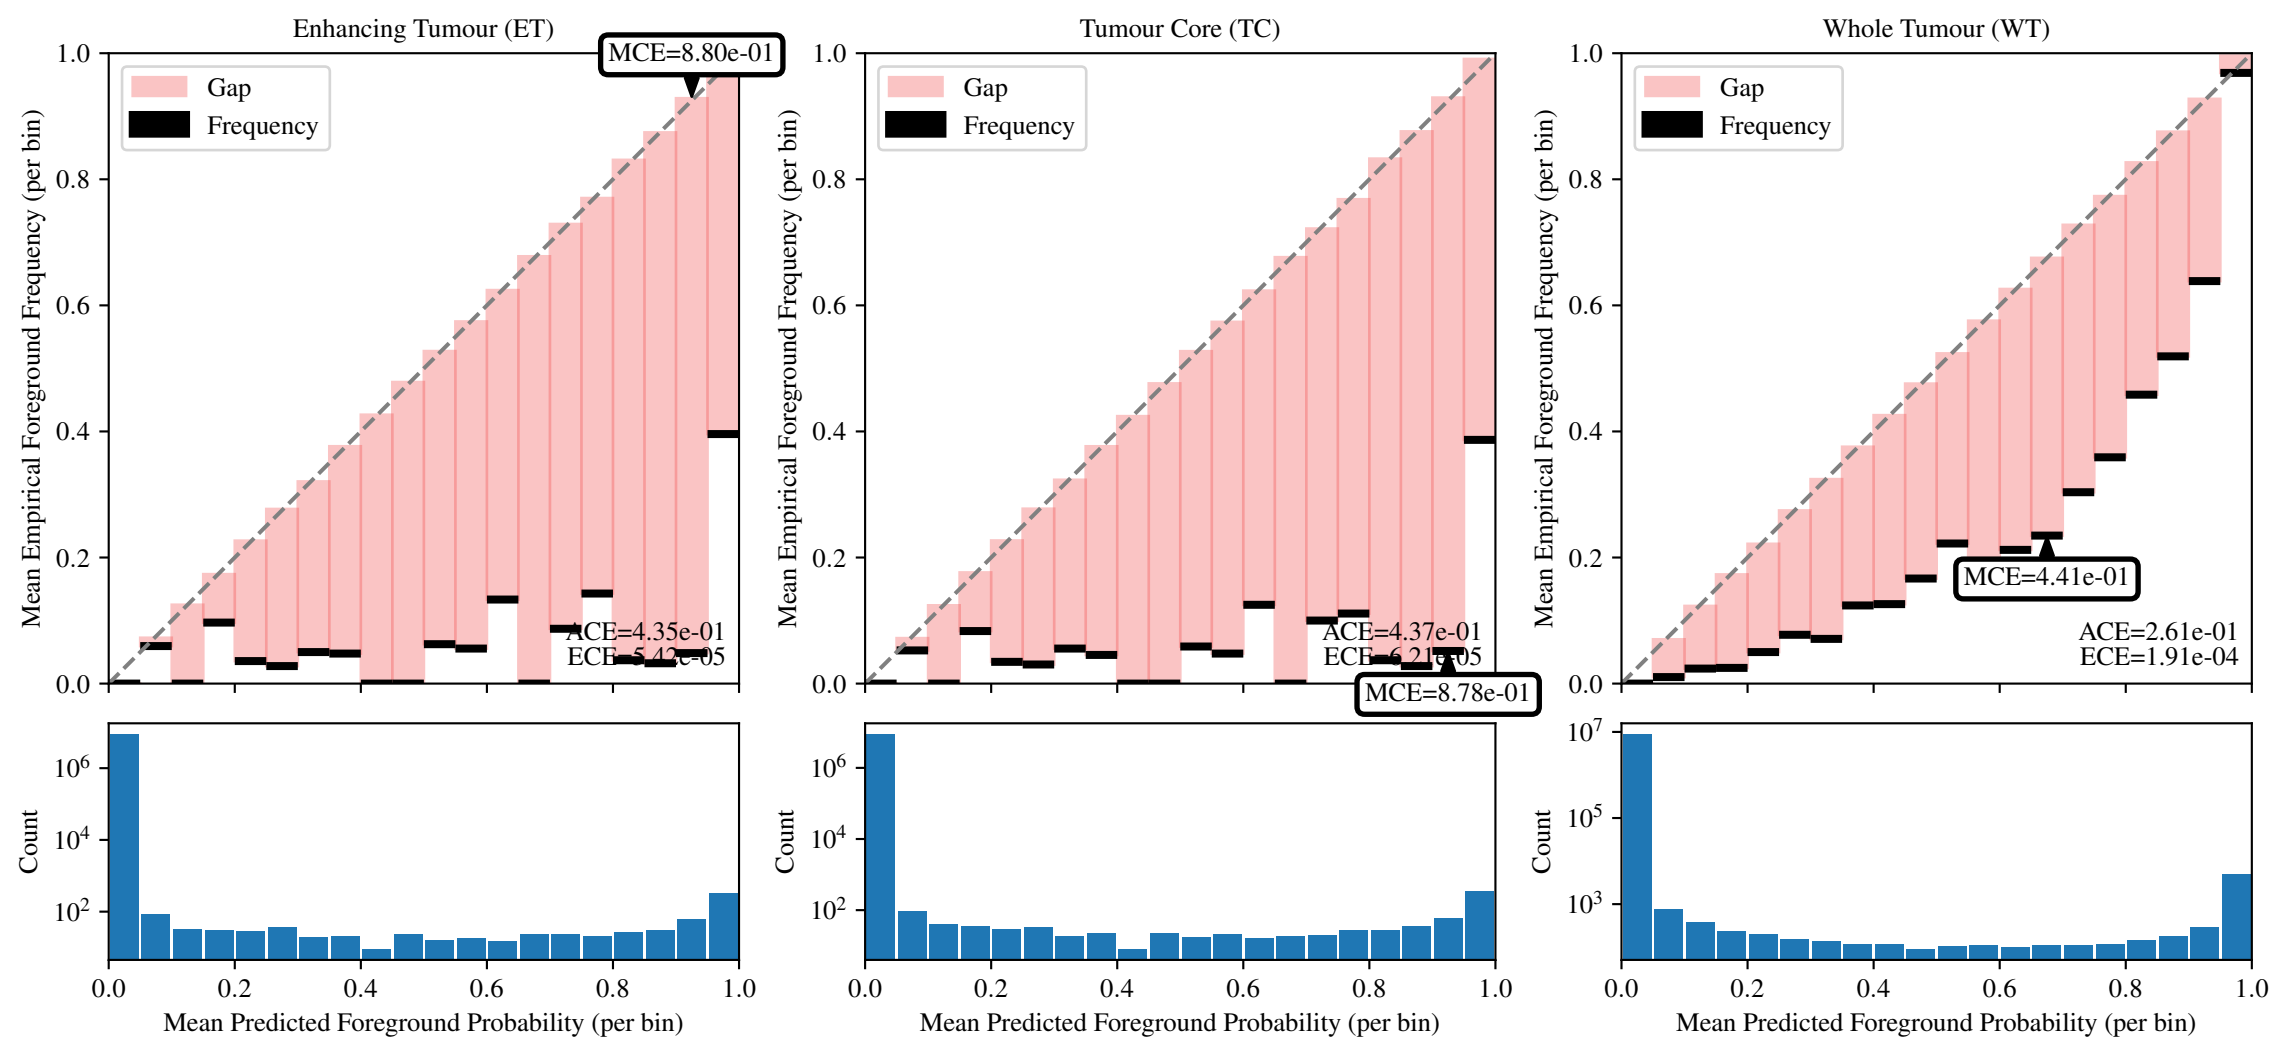 Enhancing Tumour (ET)
MCE=8.80e-01
Gap
Frequency
Mean Empirical Foreground Frequency (per bin)
1.0
0.8
0.6
0.4
0.2
0.0
ACE=4.35e-01
ECE=5.42e-05
Count
10^6
10^4
10^2
0.0 0.2 0.4 0.6 0.8 1.0
Mean Predicted Foreground Probability (per bin)
Tumour Core (TC)
Gap
Frequency
Mean Empirical Foreground Frequency (per bin)
1.0
0.8
0.6
0.4
0.2
0.0
ACE=4.37e-01
ECE=6.21e-05
MCE=8.78e-01
Count
10^6
10^4
10^2
0.0 0.2 0.4 0.6 0.8 1.0
Mean Predicted Foreground Probability (per bin)
Whole Tumour (WT)
Gap
Frequency
Mean Empirical Foreground Frequency (per bin)
1.0
0.8
0.6
0.4
0.2
0.0
MCE=4.41e-01
ACE=2.61e-01
ECE=1.91e-04
Count
10^7
10^5
10^3
0.0 0.2 0.4 0.6 0.8 1.0
Mean Predicted Foreground Probability (per bin)